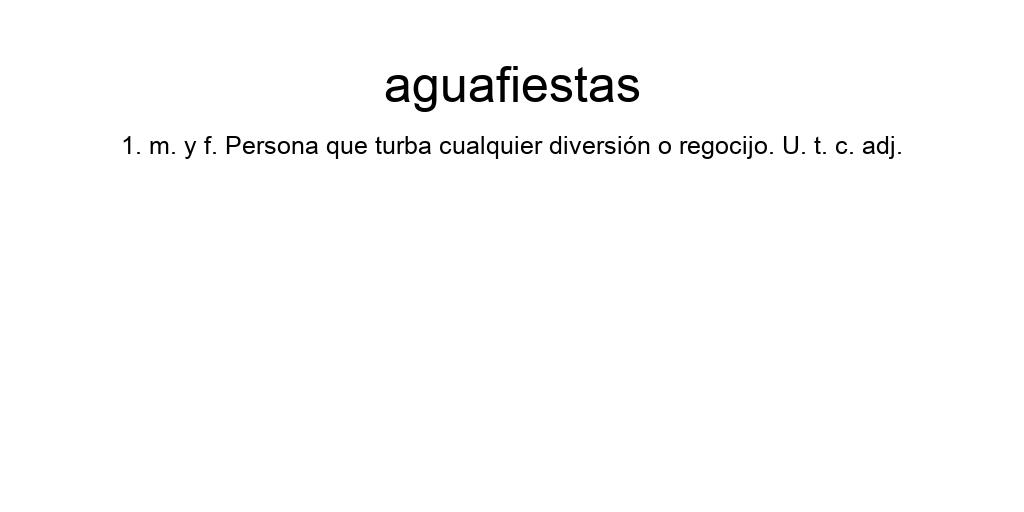 aguafiestas
1. m. y f. Persona que turba cualquier diversión o regocijo. U. t. c. adj.